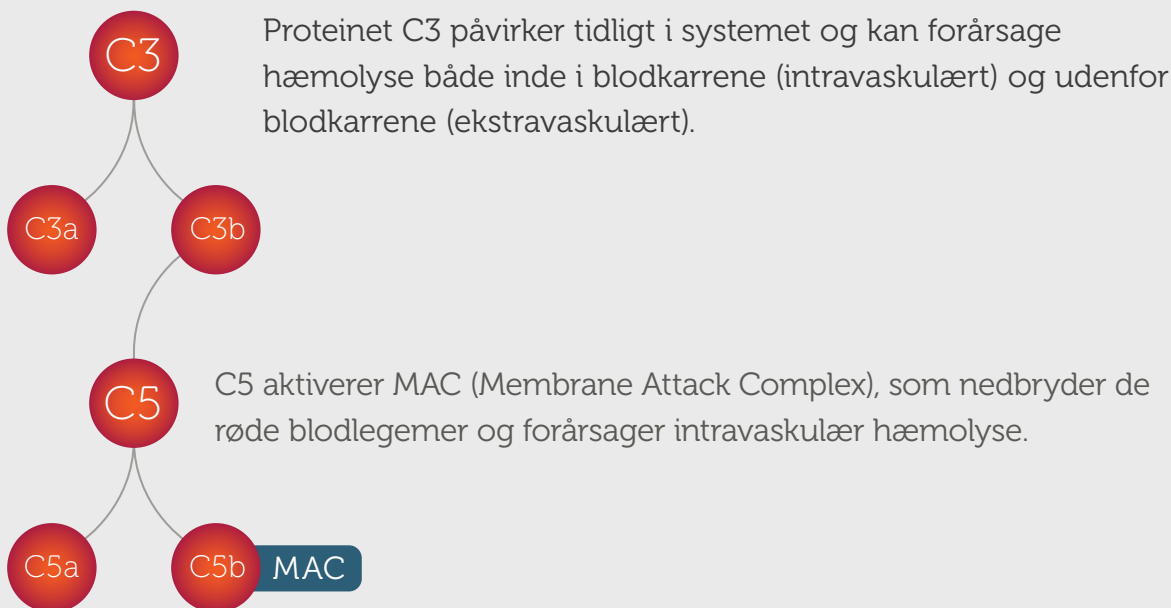 C3
Proteinet C3 påvirker tidligt i systemet og kan forårsage
hæmolyse både inde i blodkarrene (intravaskulært) og udenfor
blodkarrene (ekstravaskulært).
C3a
C3b
C5
C5 aktiverer MAC (Membrane Attack Complex), som nedbryder de
røde blodlegemer og forårsager intravaskulær hæmolyse.
C5a
C5b
MAC